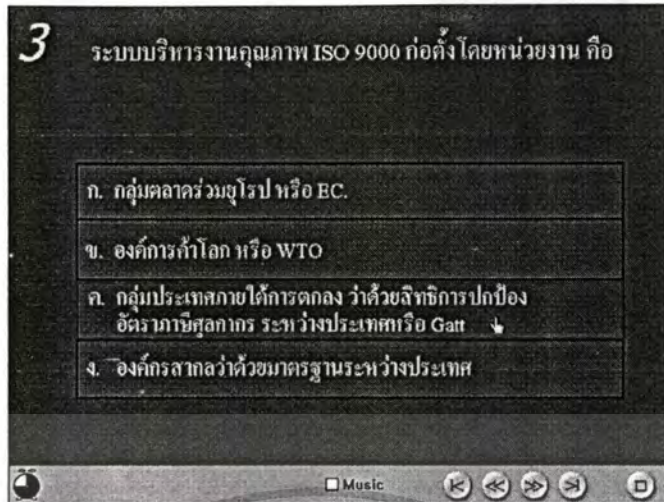 3
ระบบบริหารงานคุณภาพ ISO 9000 ก่อตั้งโดยหน่วยงาน คือ
ก. กลุ่มตลาดร่วมยุโรป หรือ EC.
ข. องค์การค้าโลก หรือ WTO
ค. กลุ่มประเทศภายใต้การตกลง ว่าด้วยสิทธิการปกป้อง
อัตราภาษีศุลกากร ระหว่างประเทศหรือ Gatt
ง. องค์กรสากลว่าด้วยมาตรฐานระหว่างประเทศ
Music